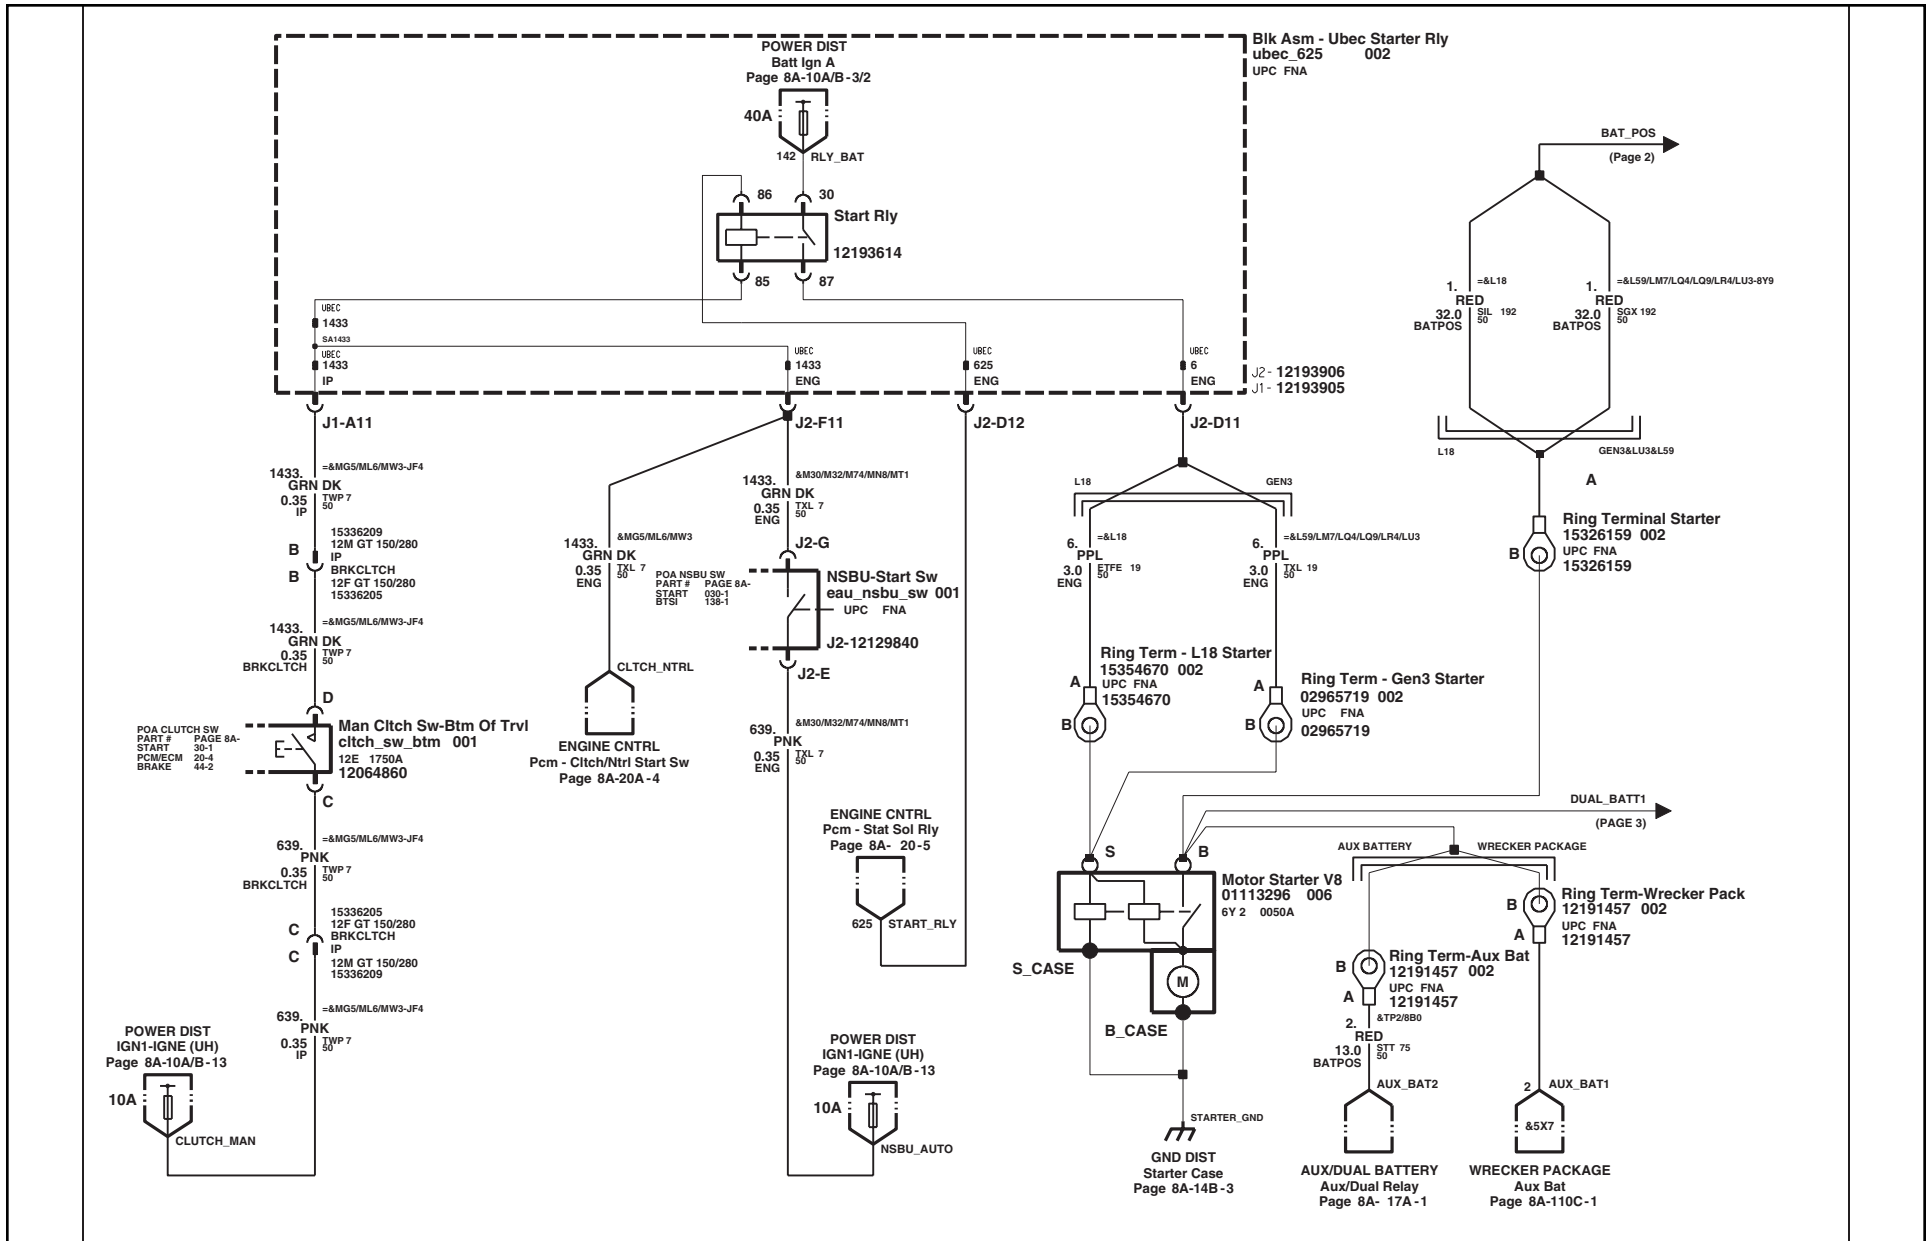 POWER DIST
Batt Ign A
Page 8A-10A/B-3/2
40A
142 RLY_BAT
86 30
Start Rly
12193614
85 87
Blk Asm - Ubec Starter Rly
ubec_625 002
UPC FNA
UBEC
1433
SA1433
UBEC
1433
IP
UBEC
1433
ENG
UBEC
625
ENG
UBEC
6
ENG
J2- 12193906
J1- 12193905
J1-A11
J2-F11
J2-D12
J2-D11
BAT_POS
(Page 2)
1. =&L18
RED
32.0 SIL 192
50
BATPOS
1. =&L59/LM7/LQ4/LQ9/LR4/LU3-8Y9
RED
32.0 SGX 192
50
BATPOS
L18 GEN3&LU3&L59
A
Ring Terminal Starter
15326159 002
B UPC FNA
15326159
1433. =&MG5/ML6/MW3-JF4
GRN DK
0.35 TWP 7
50
IP
15336209
12M GT 150/280
B IP
B BRKCLTCH
12F GT 150/280
15336205
1433. =&MG5/ML6/MW3-JF4
GRN DK
0.35 TWP 7
50
BRKCLTCH
D
POA CLUTCH SW
PART # PAGE 8A-
START 30-1
PCM/ECM 20-4
BRAKE 44-2
Man Cltch Sw-Btm Of Trvl
cltch_sw_btm 001
12E 1750A
12064860
C
639. =&MG5/ML6/MW3-JF4
PNK
0.35 TWP 7
50
BRKCLTCH
15336205
12F GT 150/280
C BRKCLTCH
C IP
12M GT 150/280
15336209
639. =&MG5/ML6/MW3-JF4
PNK
0.35 TWP 7
50
IP
POWER DIST
IGN1-IGNE (UH)
Page 8A-10A/B-13
10A
CLUTCH_MAN
1433. &MG5/ML6/MW3
GRN DK
0.35 TXL 7
50
ENG
CLTCH_NTRL
ENGINE CNTRL
Pcm - Cltch/Ntrl Start Sw
Page 8A-20A-4
1433. &M30/M32/M74/MN8/MT1
GRN DK
0.35 TXL 7
50
ENG
J2-G
POA NSBU SW
PART # PAGE 8A-
START 030-1
BTSI 138-1
NSBU-Start Sw
eau_nsbu_sw 001
UPC FNA
J2-12129840
J2-E
639. &M30/M32/M74/MN8/MT1
PNK
0.35 TXL 7
50
ENG
ENGINE CNTRL
Pcm - Stat Sol Rly
Page 8A- 20-5
625 START_RLY
POWER DIST
IGN1-IGNE (UH)
Page 8A-10A/B-13
10A
NSBU_AUTO
L18 GEN3
6. =&L18
PPL
3.0 ETFE 19
50
ENG
6. =&L59/LM7/LQ4/LQ9/LR4/LU3
PPL
3.0 TXL 19
50
ENG
Ring Term - L18 Starter
15354670 002
A UPC FNA
15354670
B
Ring Term - Gen3 Starter
A 02965719 002
UPC FNA
B 02965719
DUAL_BATT1
(PAGE 3)
S B
Motor Starter V8
01113296 006
6Y 2 0050A
S_CASE
M
B_CASE
STARTER_GND
GND DIST
Starter Case
Page 8A-14B-3
AUX BATTERY WRECKER PACKAGE
Ring Term-Wrecker Pack
B 12191457 002
UPC FNA
A 12191457
Ring Term-Aux Bat
B 12191457 002
UPC FNA
A 12191457
2. &TP2/8B0
RED
13.0 STT 75
50
BATPOS
AUX_BAT2
AUX/DUAL BATTERY
Aux/Dual Relay
Page 8A- 17A-1
2 AUX_BAT1
&5X7
WRECKER PACKAGE
Aux Bat
Page 8A-110C-1